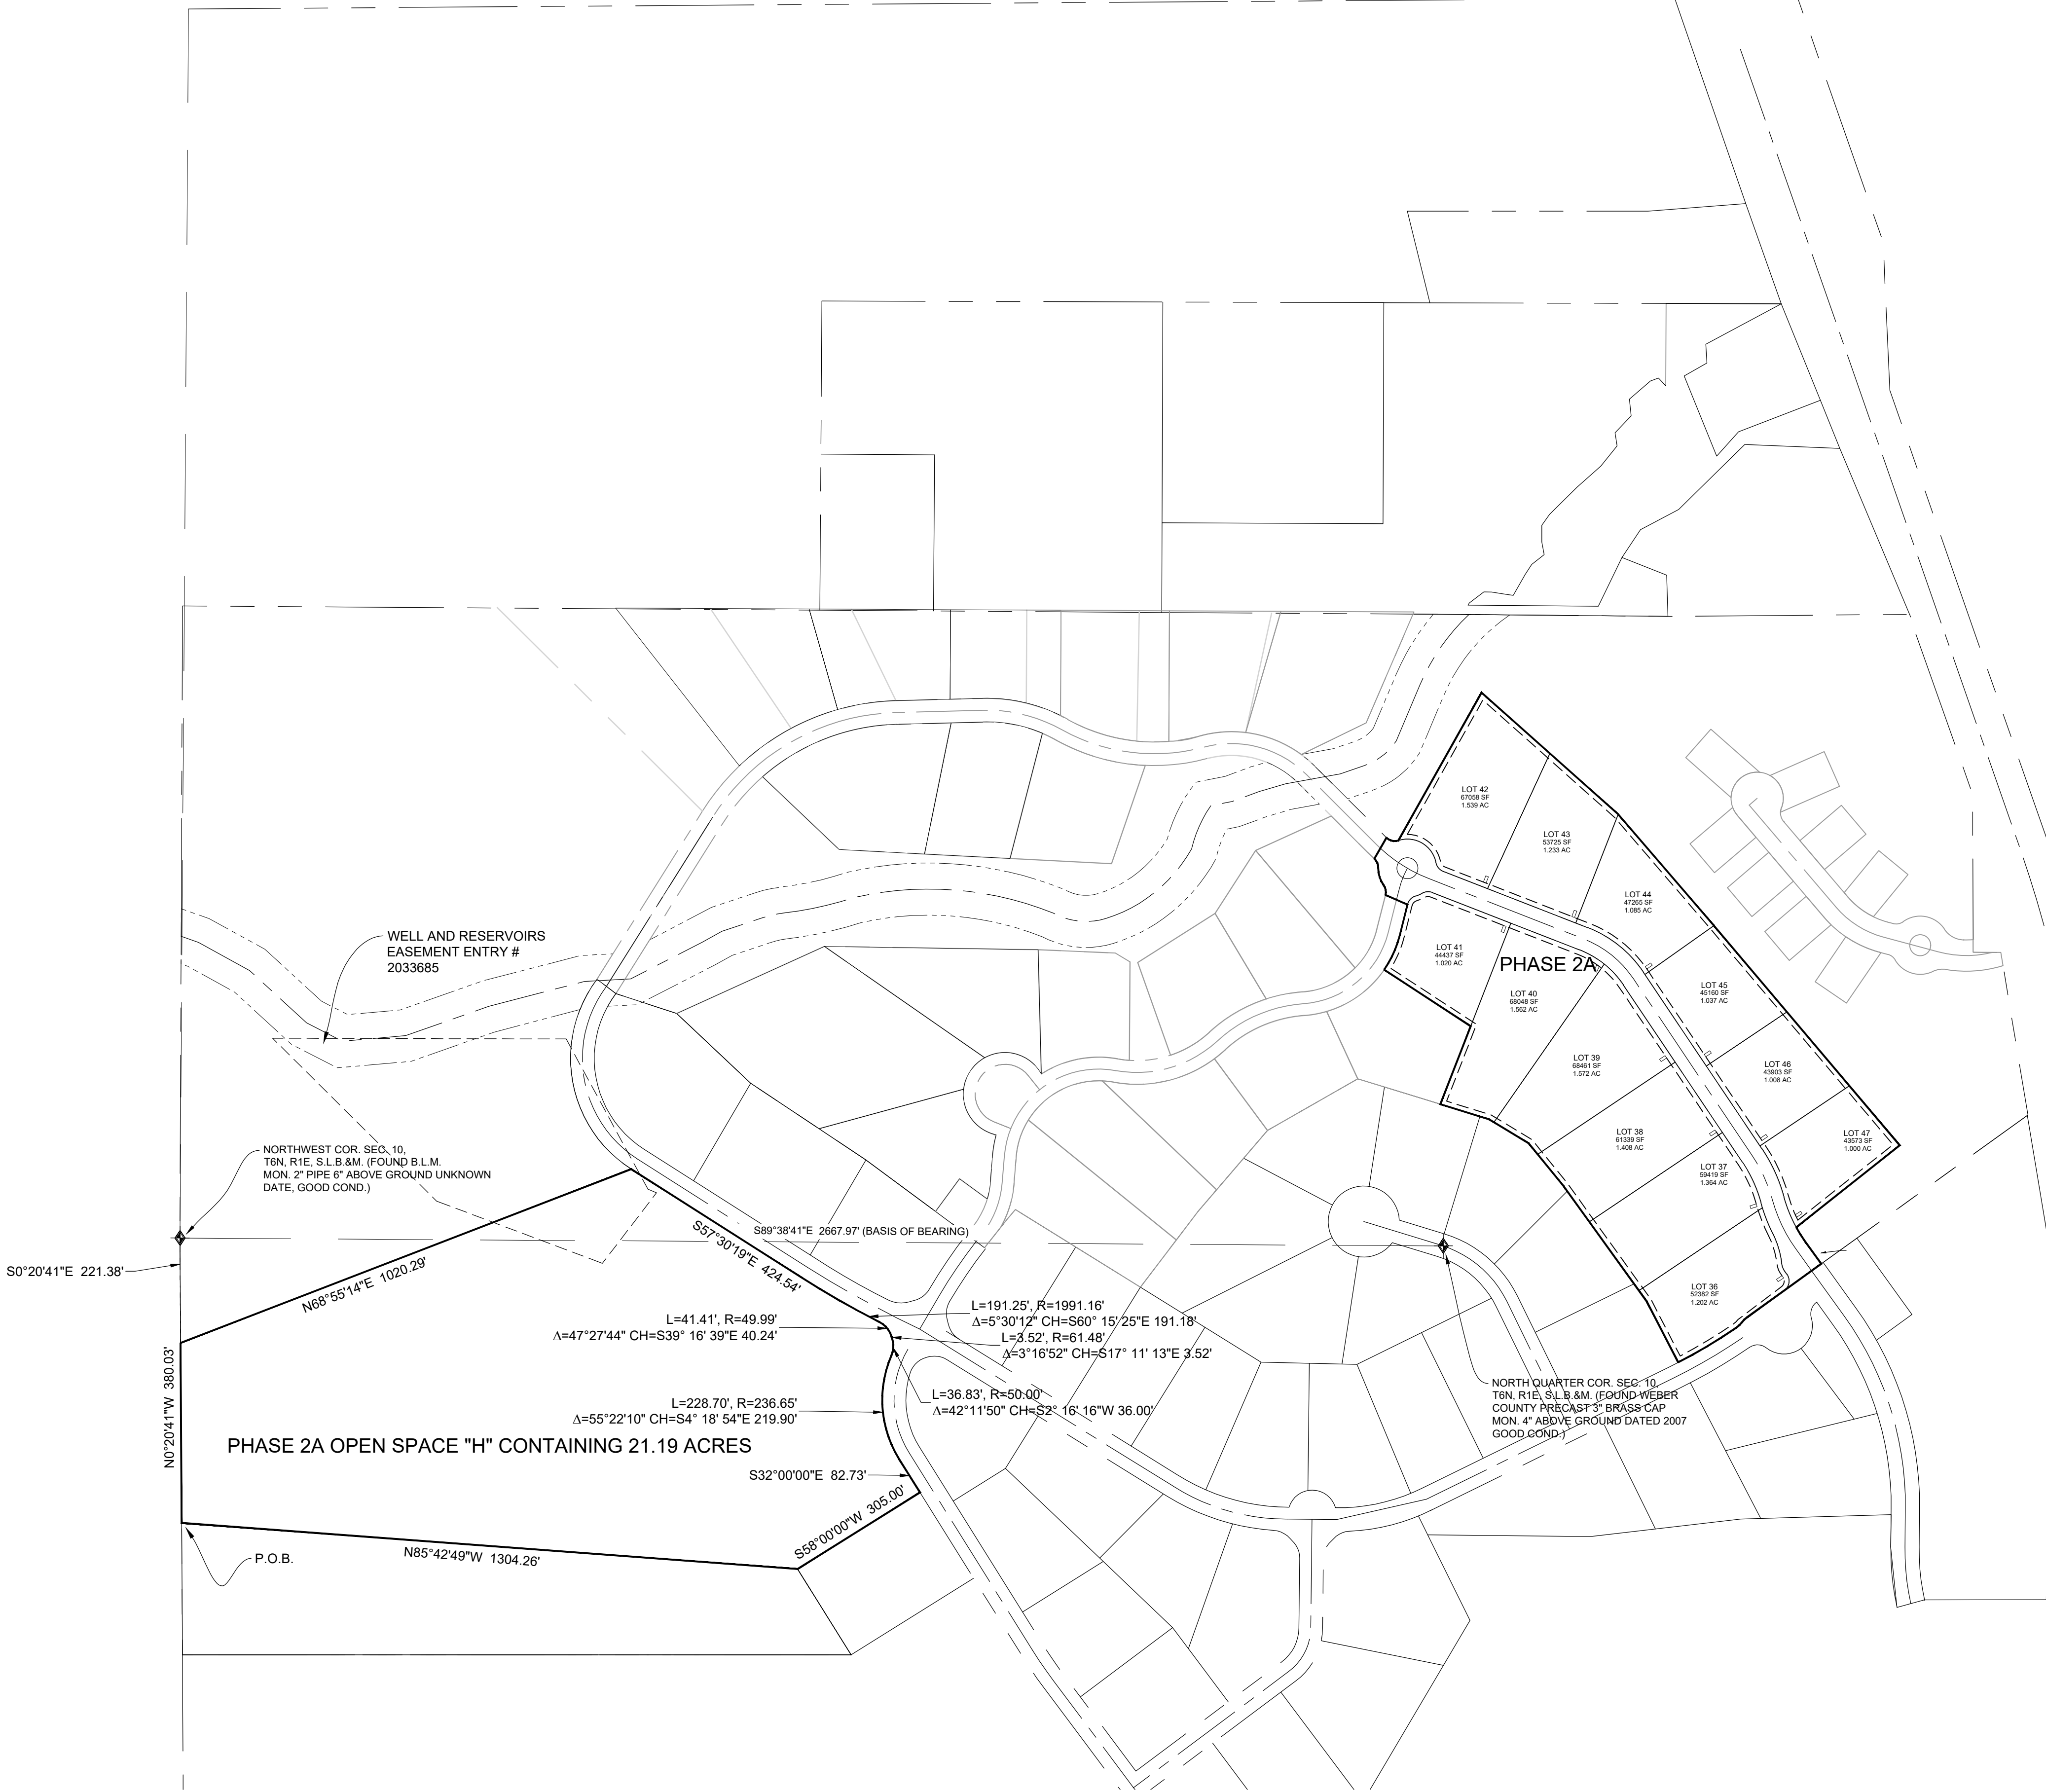 LOT 42
67058 SF
1.539 AC
LOT 43
53725 SF
1.233 AC
LOT 44
47265 SF
1.085 AC
LOT 41
44437 SF
1.020 AC
PHASE 2A
LOT 40
68048 SF
1.562 AC
LOT 45
45160 SF
1.037 AC
LOT 39
68461 SF
1.572 AC
LOT 46
43903 SF
1.008 AC
LOT 38
61339 SF
1.408 AC
LOT 47
43573 SF
1.000 AC
LOT 37
59419 SF
1.364 AC
LOT 36
52382 SF
1.202 AC
WELL AND RESERVOIRS
EASEMENT ENTRY #
2033685
NORTHWEST COR. SEC. 10,
T6N, R1E, S.L.B.&M. (FOUND B.L.M.
MON. 2" PIPE 6" ABOVE GROUND UNKNOWN
DATE, GOOD COND.)
S89°38'41"E 2667.97' (BASIS OF BEARING)
S0°20'41"E 221.38'
N68°55'14"E 1020.29'
S57°30'19"E 424.54'
L=191.25', R=1991.16'
Δ=5°30'12" CH=S60° 15' 25"E 191.18'
L=41.41', R=49.99'
Δ=47°27'44" CH=S39° 16' 39"E 40.24'
L=3.52', R=61.48'
Δ=3°16'52" CH=S17° 11' 13"E 3.52'
L=36.83', R=50.00'
Δ=42°11'50" CH=S2° 16' 16"W 36.00'
L=228.70', R=236.65'
Δ=55°22'10" CH=S4° 18' 54"E 219.90'
N0°20'41"W 380.03'
PHASE 2A OPEN SPACE "H" CONTAINING 21.19 ACRES
S32°00'00"E 82.73'
S58°00'00"W 305.00'
N85°42'49"W 1304.26'
P.O.B.
NORTH QUARTER COR. SEC. 10,
T6N, R1E, S.L.B.&M. (FOUND WEBER
COUNTY PRECAST 3" BRASS CAP
MON. 4" ABOVE GROUND DATED 2007
GOOD COND.)